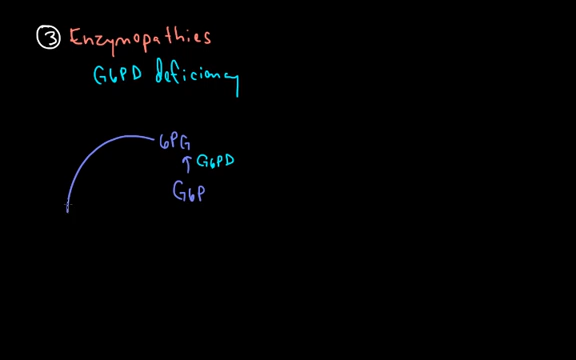 ③ Enzymopathies
G6PD deficiency
6PG
G6PD
G6P